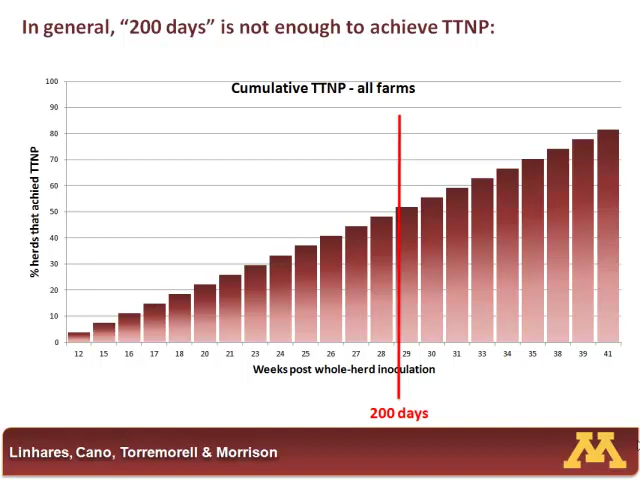 In general, “200 days” is not enough to achieve TTNP:
Cumulative TTNP - all farms
% herds that achied TTNP
100
90
80
70
60
50
40
30
20
10
0
12 15 16 17 18 20 21 23 24 25 26 27 28 29 30 31 33 34 35 38 39 41
Weeks post whole-herd inoculation
200 days
Linhares, Cano, Torremorell & Morrison
M